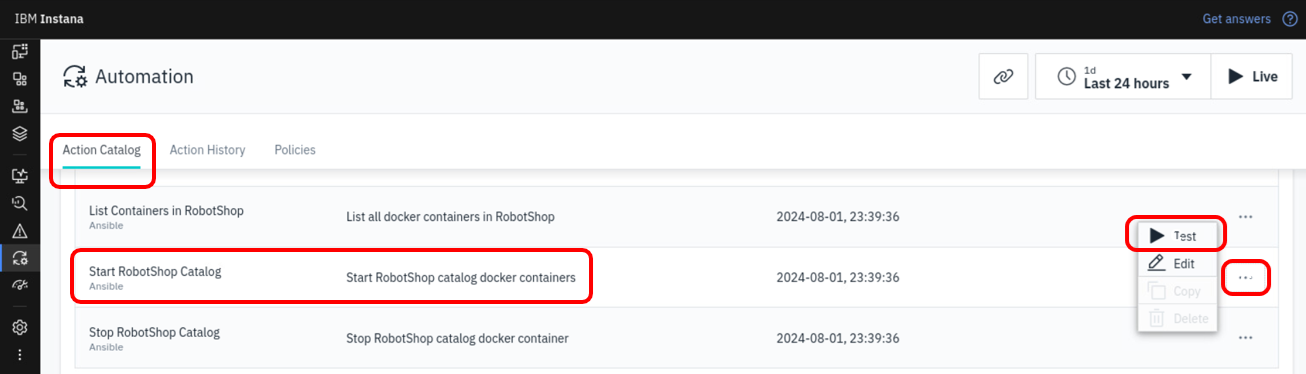 IBM Instana
Get answers
Automation
1d
Last 24 hours
Live
Action Catalog
Action History
Policies
List Containers in RobotShop
Ansible
List all docker containers in RobotShop
2024-08-01, 23:39:36
Test
Start RobotShop Catalog
Ansible
Start RobotShop catalog docker containers
2024-08-01, 23:39:36
Edit
Copy
Delete
Stop RobotShop Catalog
Ansible
Stop RobotShop catalog docker container
2024-08-01, 23:39:36